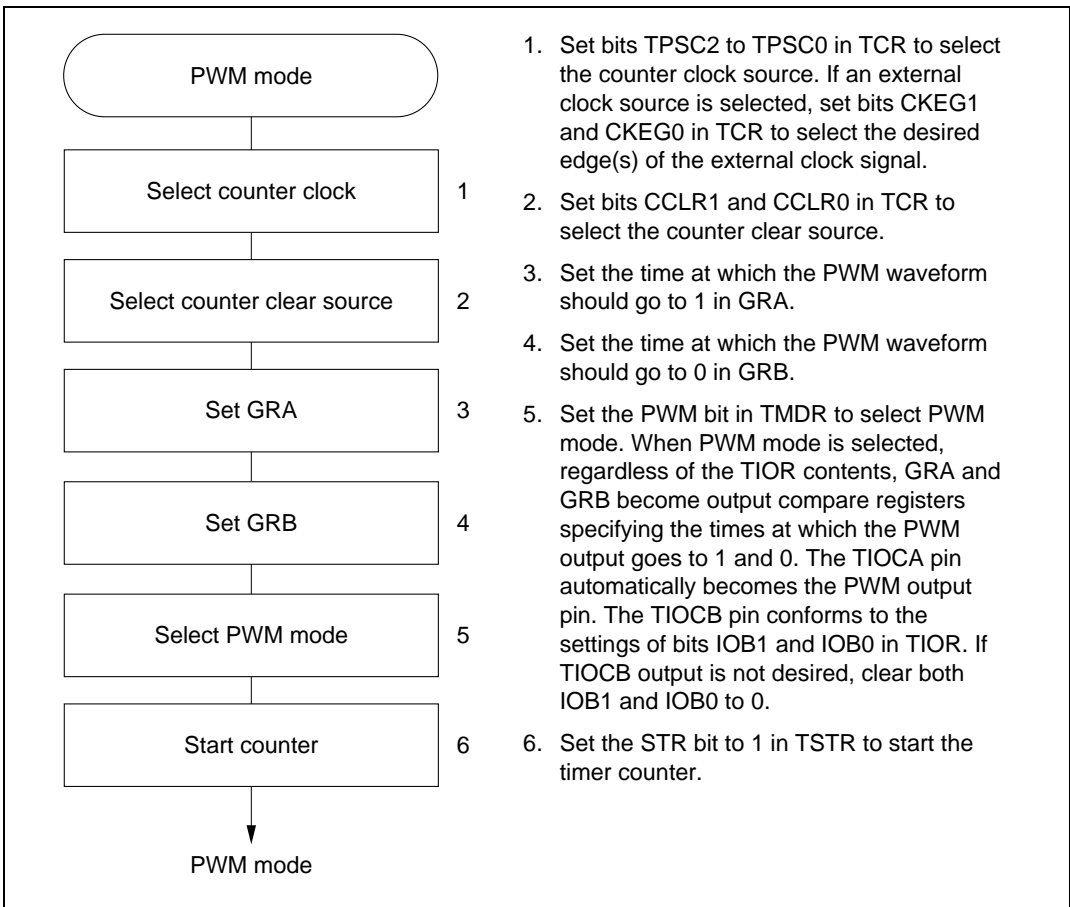 PWM mode
Select counter clock 1
Select counter clear source 2
Set GRA 3
Set GRB 4
Select PWM mode 5
Start counter 6
PWM mode
1. Set bits TPSC2 to TPSC0 in TCR to select
the counter clock source. If an external
clock source is selected, set bits CKEG1
and CKEG0 in TCR to select the desired
edge(s) of the external clock signal.
2. Set bits CCLR1 and CCLR0 in TCR to
select the counter clear source.
3. Set the time at which the PWM waveform
should go to 1 in GRA.
4. Set the time at which the PWM waveform
should go to 0 in GRB.
5. Set the PWM bit in TMDR to select PWM
mode. When PWM mode is selected,
regardless of the TIOR contents, GRA and
GRB become output compare registers
specifying the times at which the PWM
output goes to 1 and 0. The TIOCA pin
automatically becomes the PWM output
pin. The TIOCB pin conforms to the
settings of bits IOB1 and IOB0 in TIOR. If
TIOCB output is not desired, clear both
IOB1 and IOB0 to 0.
6. Set the STR bit to 1 in TSTR to start the
timer counter.